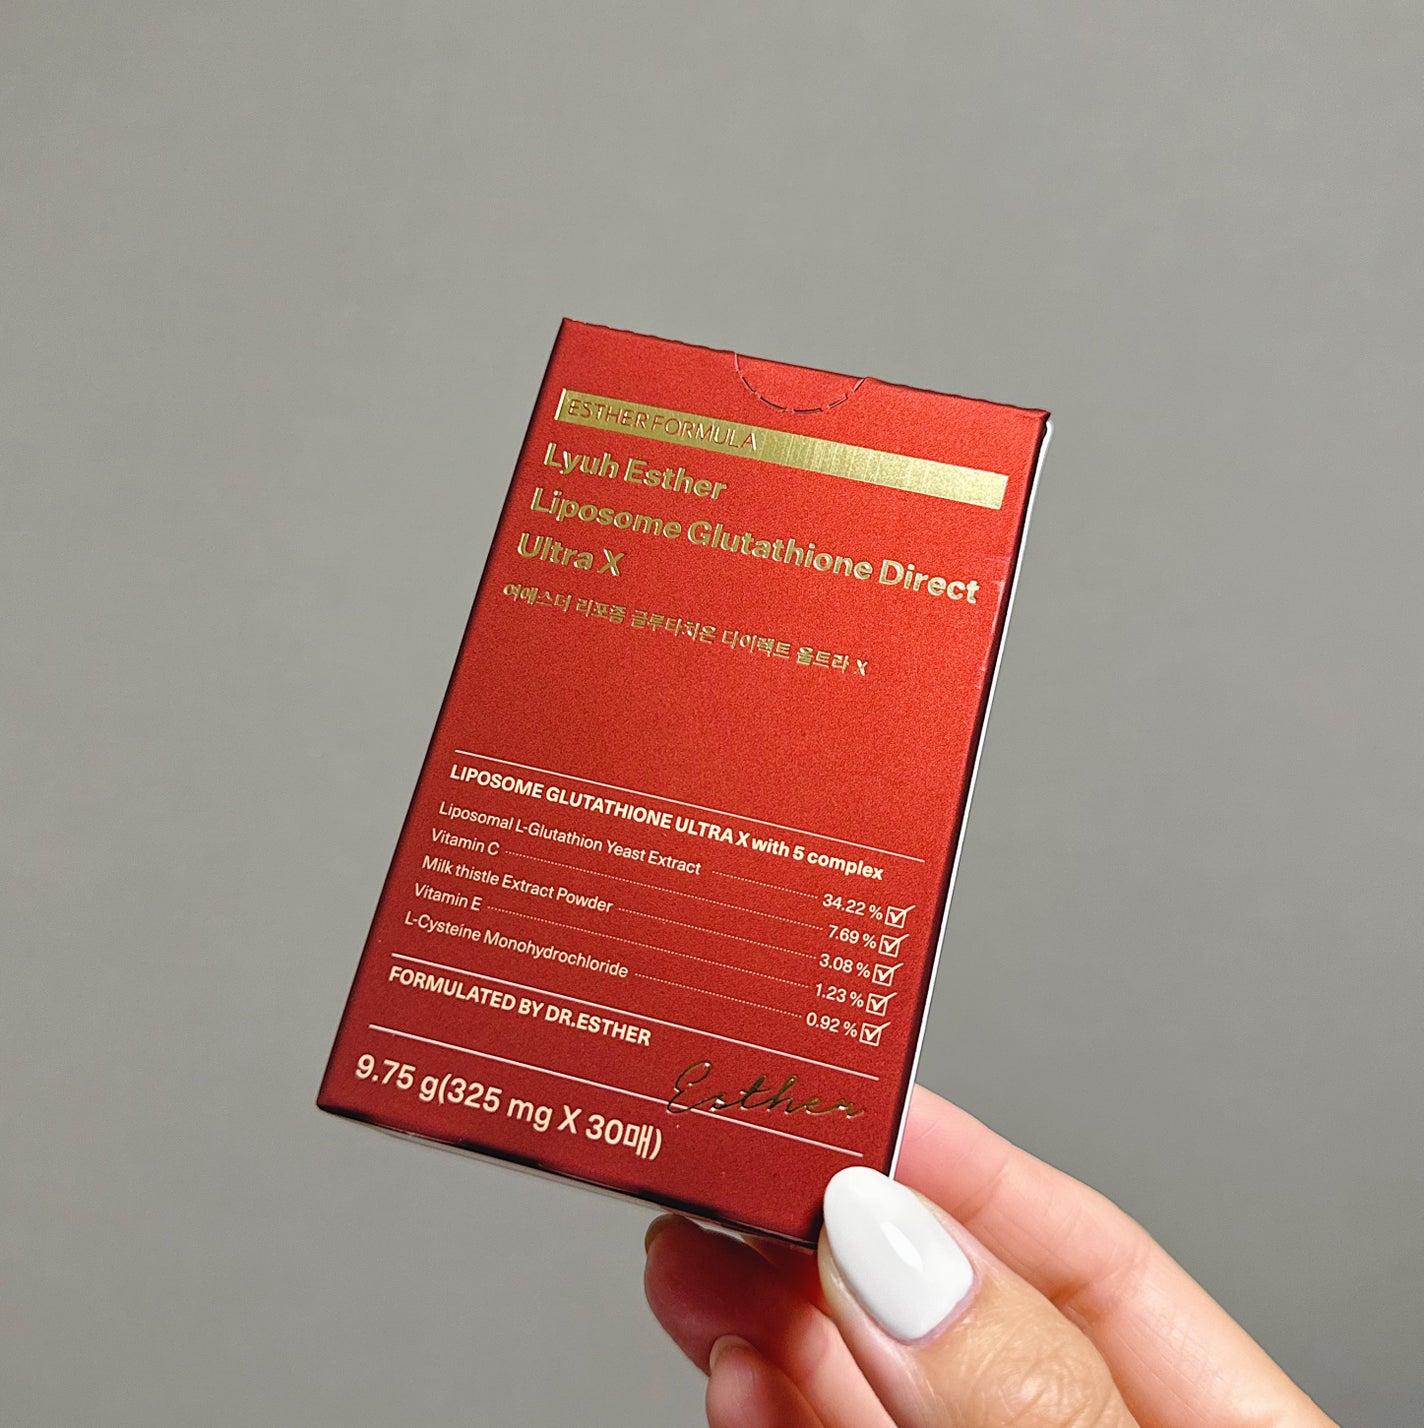 ESTHER FORMULA
Lyuh Esther
Liposome Glutathione Direct
Ultra X
여에스더 리포좀 글루타치온 다이렉트 울트라 X
LIPOSOME GLUTATHIONE ULTRA X with 5 complex
Liposomal L-Glutathion Yeast Extract 34.22 %
Vitamin C 7.69 %
Milk thistle Extract Powder 3.08 %
Vitamin E 1.23 %
L-Cysteine Monohydrochloride 0.92 %
FORMULATED BY DR.ESTHER
Esther
9.75 g(325 mg X 30매)